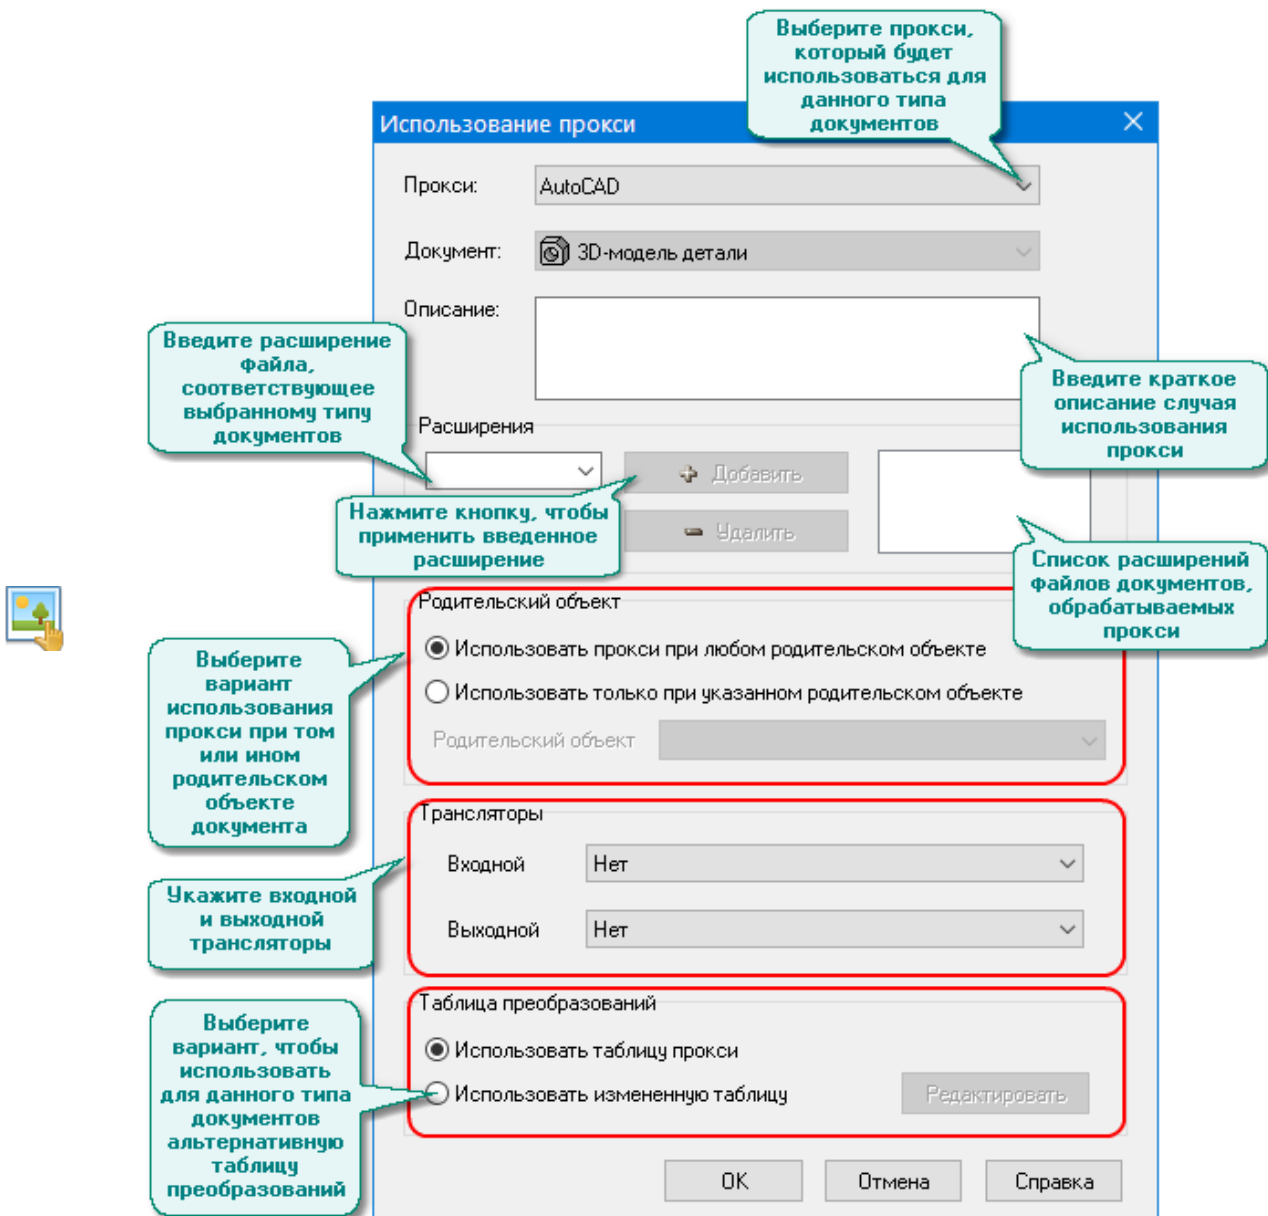 Выберите прокси,
который будет
использоваться для
данного типа
документов
Использование прокси
Прокси:
AutoCAD
Документ:
3D-модель детали
Описание:
Введите расширение
файла,
соответствующее
выбранному типу
документов
Введите краткое
описание случая
использования
прокси
Расширения
Добавить
Нажмите кнопку, чтобы
применить введенное
расширение
Удалить
Список расширений
файлов документов,
обрабатываемых
прокси
Родительский объект
Использовать прокси при любом родительском объекте
Использовать только при указанном родительском объекте
Родительский объект
Выберите
вариант
использования
прокси при том
или ином
родительском
объекте
документа
Трансляторы
Входной
Нет
Выходной
Нет
Укажите входной
и выходной
трансляторы
Таблица преобразований
Использовать таблицу прокси
Использовать измененную таблицу
Редактировать
Выберите
вариант, чтобы
использовать
для данного типа
документов
альтернативную
таблицу
преобразований
OK
Отмена
Справка